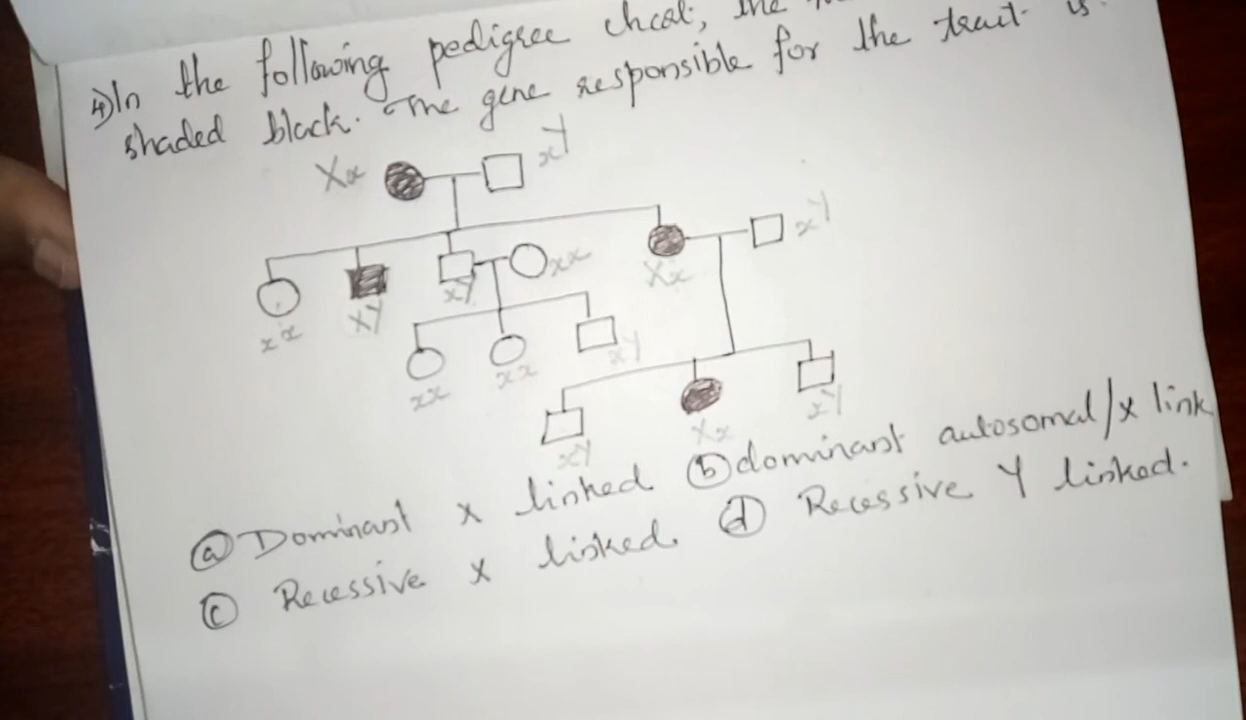 4) In the following pedigree cheat, the
shaded black. The gene responsible for the trait is
Xx xY
xx XY xY xx Xx xY
xx xx xY
xY Xx xY
(a) Dominant x linked (b) dominant autosomal/x link
(c) Recessive x linked. (d) Recessive Y linked.